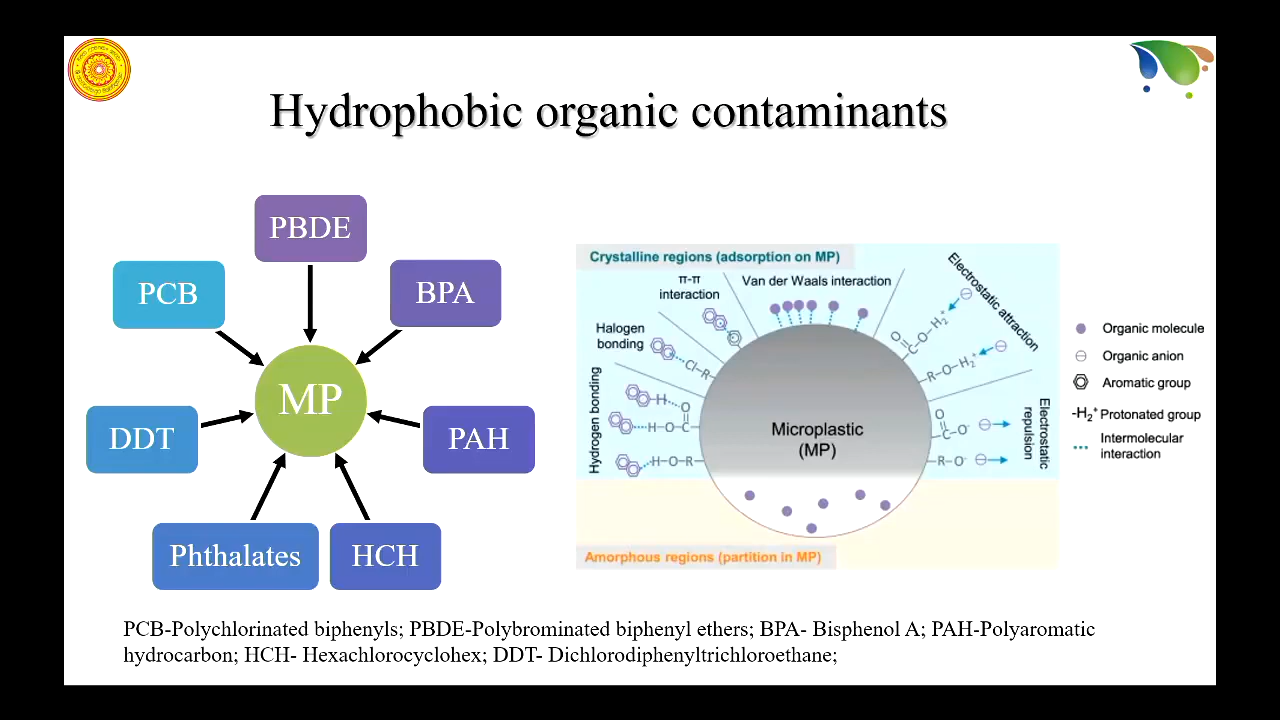 Hydrophobic organic contaminants
PBDE
PCB
BPA
MP
DDT
PAH
Phthalates
HCH
Crystalline regions (adsorption on MP)
π-π
interaction
Van der Waals interaction
Electrostatic attraction
Halogen
bonding
Hydrogen bonding
Cl-R
H
O
H-O-C
H-O-R
O
C-O-H₂⁺
R-O-H₂⁺
O
C-O⁻
R-O⁻
Electrostatic
repulsion
Microplastic
(MP)
Amorphous regions (partition in MP)
Organic molecule
Organic anion
Aromatic group
-H₂⁺ Protonated group
Intermolecular
interaction
PCB-Polychlorinated biphenyls; PBDE-Polybrominated biphenyl ethers; BPA- Bisphenol A; PAH-Polyaromatic
hydrocarbon; HCH- Hexachlorocyclohex; DDT- Dichlorodiphenyltrichloroethane;